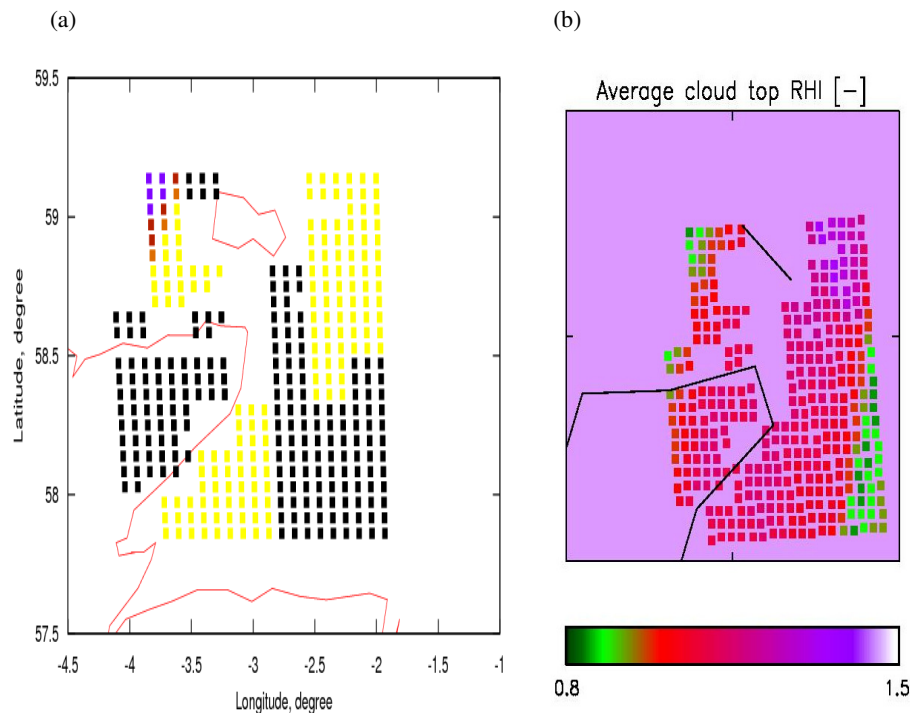 (a)
(b)
Average cloud top RHI [-]
Latitude, degree
59.5
59
58.5
58
57.5
-4.5 -4 -3.5 -3 -2.5 -2 -1.5 -1
Longitude, degree
0.8 1.5